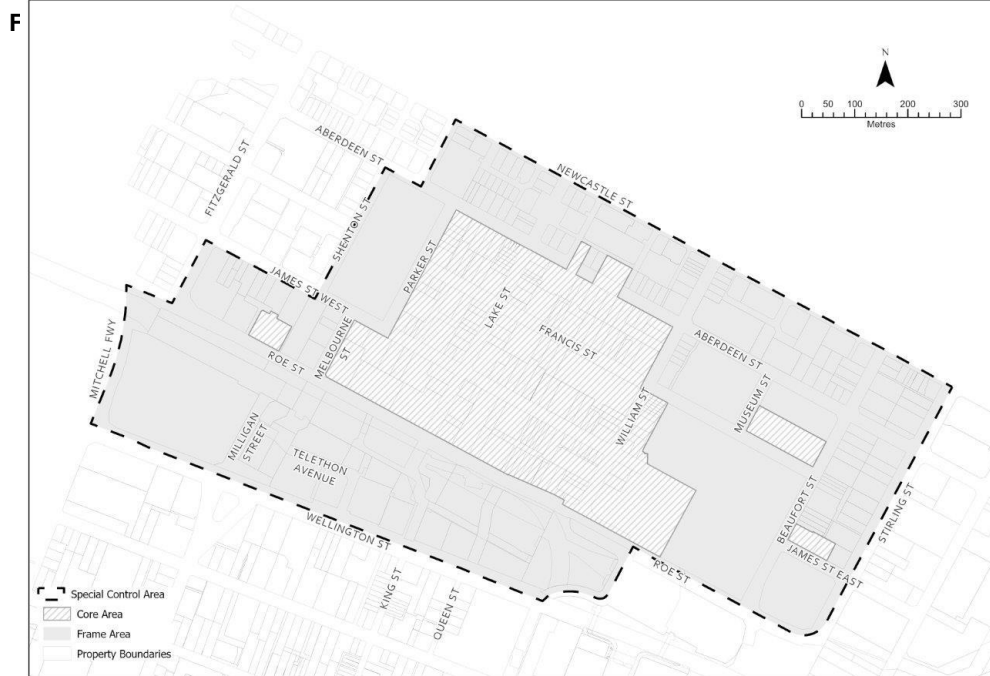 F
N
0 50 100 200 300
Metres
ABERDEEN ST
NEWCASTLE ST
FITZGERALD ST
SHENTON ST
PARKER ST
JAMES ST WEST
LAKE ST
FRANCIS ST
MELBOURNE
ST
ROE ST
MITCHELL FWY
ABERDEEN ST
MUSEUM ST
WILLIAM ST
MILLIGAN
STREET
TELETHON
AVENUE
BEAUFORT ST
STIRLING ST
WELLINGTON ST
JAMES ST EAST
ROE ST
KING ST
QUEEN ST
Special Control Area
Core Area
Frame Area
Property Boundaries